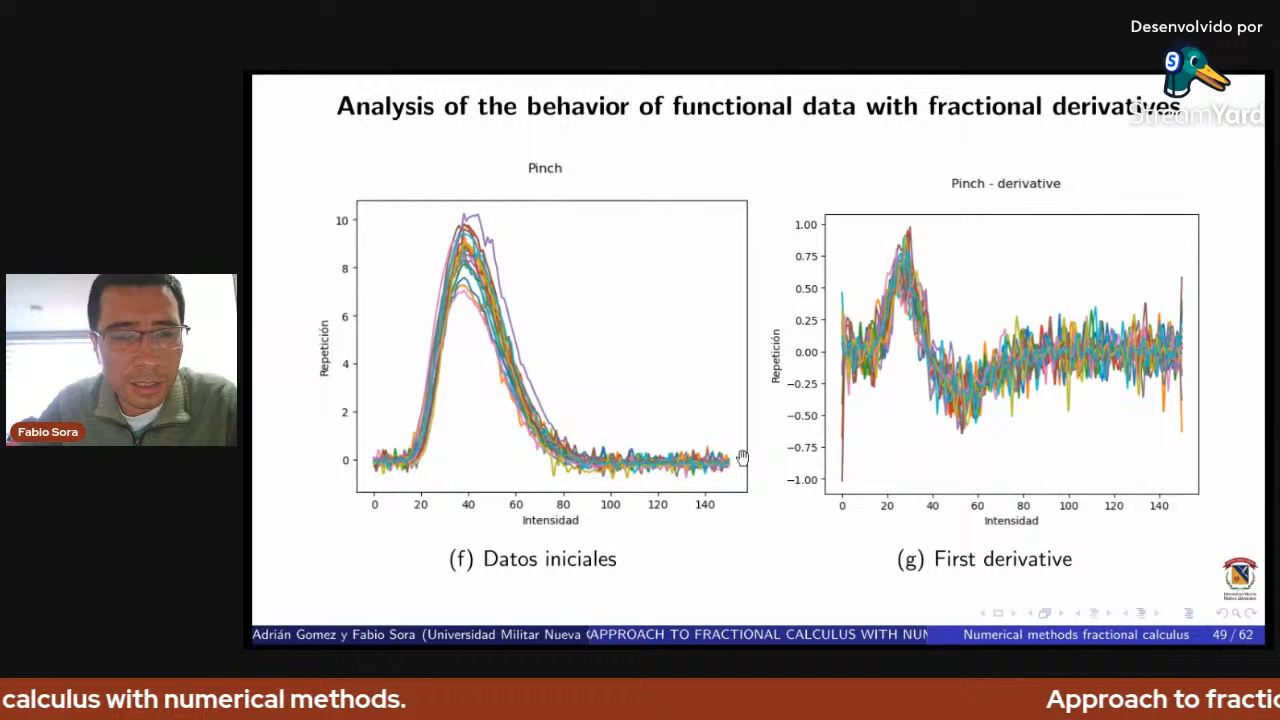 Desenvolvido por
StreamYard
Analysis of the behavior of functional data with fractional derivatives
Pinch
10
8
6
4
2
0
Repetición
0 20 40 60 80 100 120 140
Intensidad
(f) Datos iniciales
Pinch - derivative
1.00
0.75
0.50
0.25
0.00
−0.25
−0.50
−0.75
−1.00
Repetición
0 20 40 60 80 100 120 140
Intensidad
(g) First derivative
Fabio Sora
Adrián Gomez y Fabio Sora (Universidad Militar Nueva APPROACH TO FRACTIONAL CALCULUS WITH Numerical methods fractional calculus 49 / 62
calculus with numerical methods. Approach to